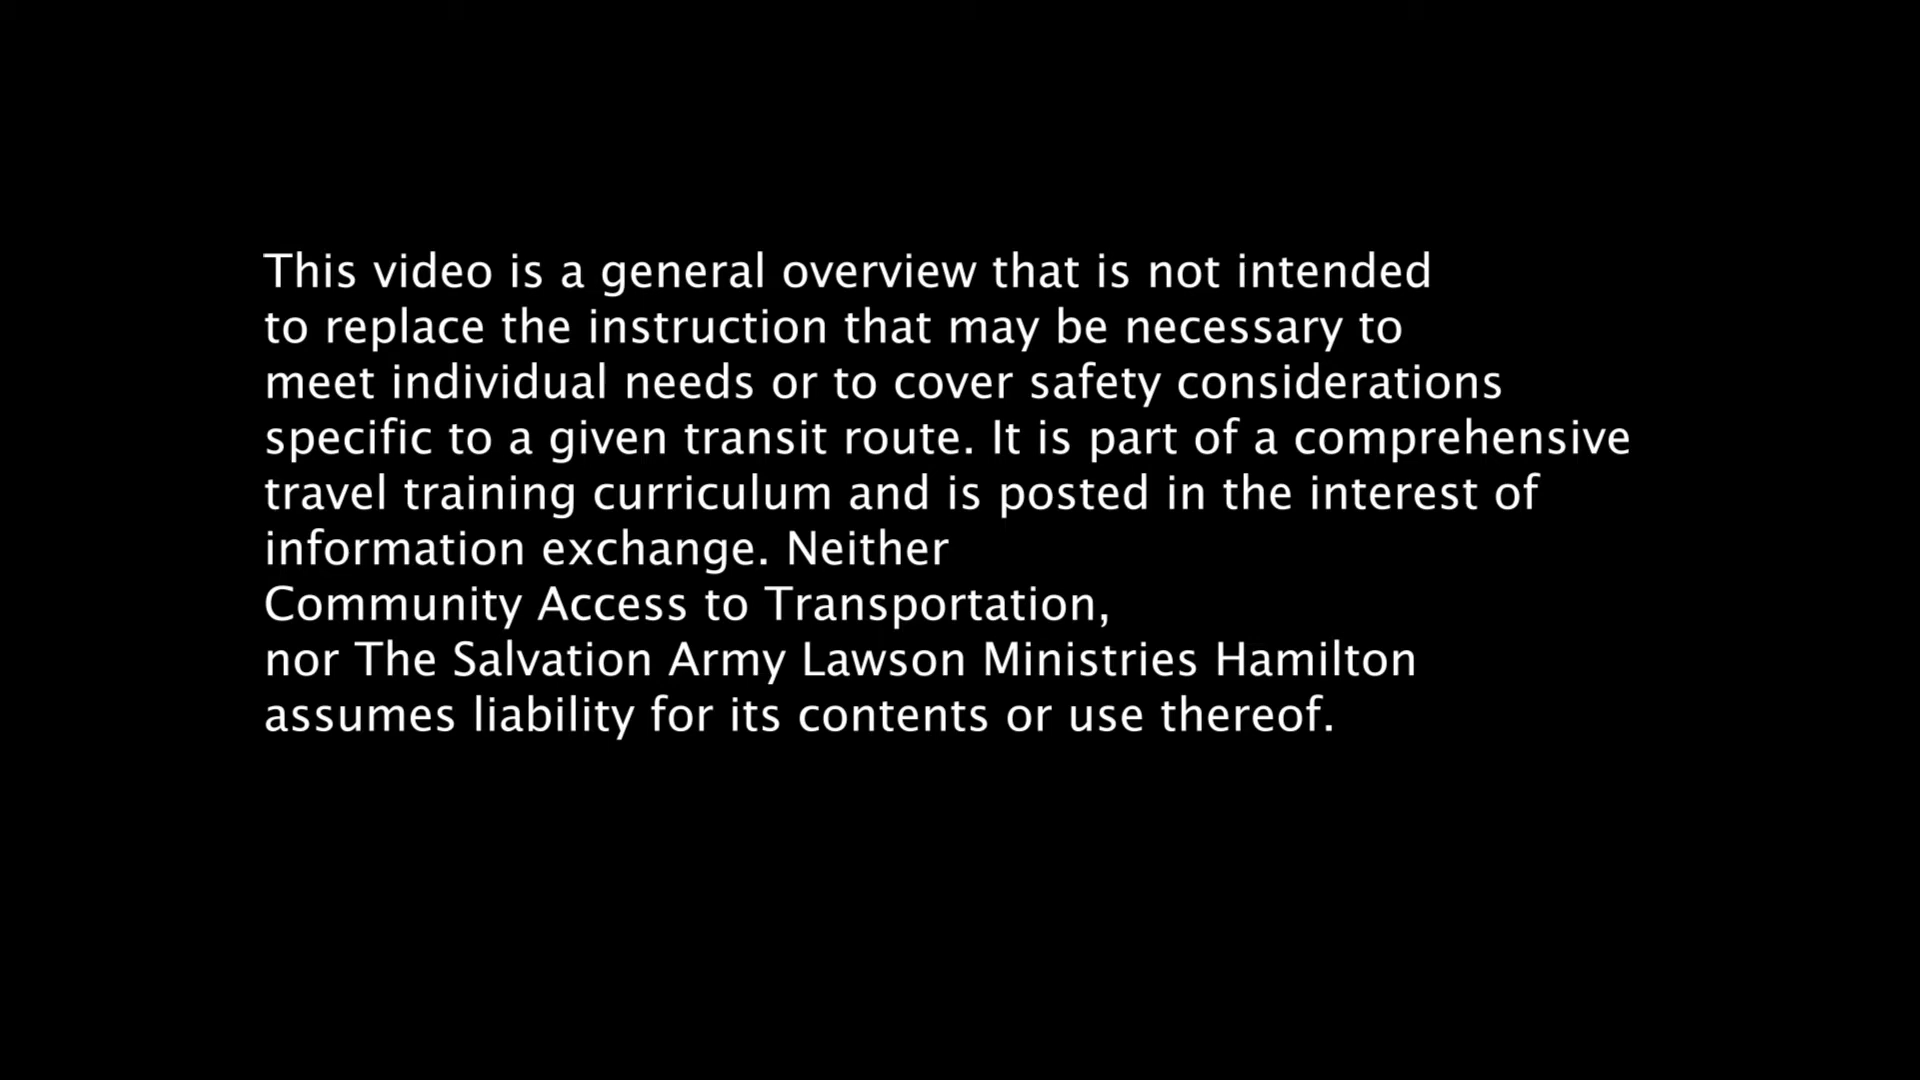 This video is a general overview that is not intended
to replace the instruction that may be necessary to
meet individual needs or to cover safety considerations
specific to a given transit route. It is part of a comprehensive
travel training curriculum and is posted in the interest of
information exchange. Neither
Community Access to Transportation,
nor The Salvation Army Lawson Ministries Hamilton
assumes liability for its contents or use thereof.